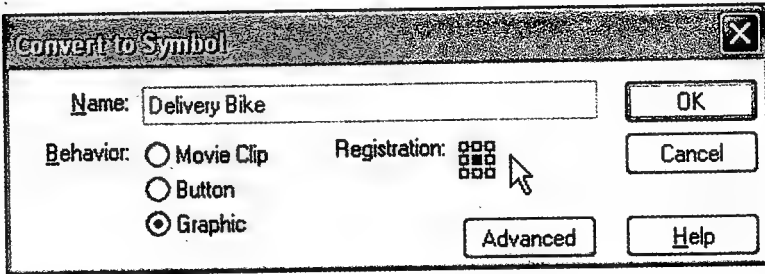 Convert to Symbol
Name: Delivery Bike OK
Behavior: Movie Clip Registration: Cancel
Button
Graphic Advanced Help